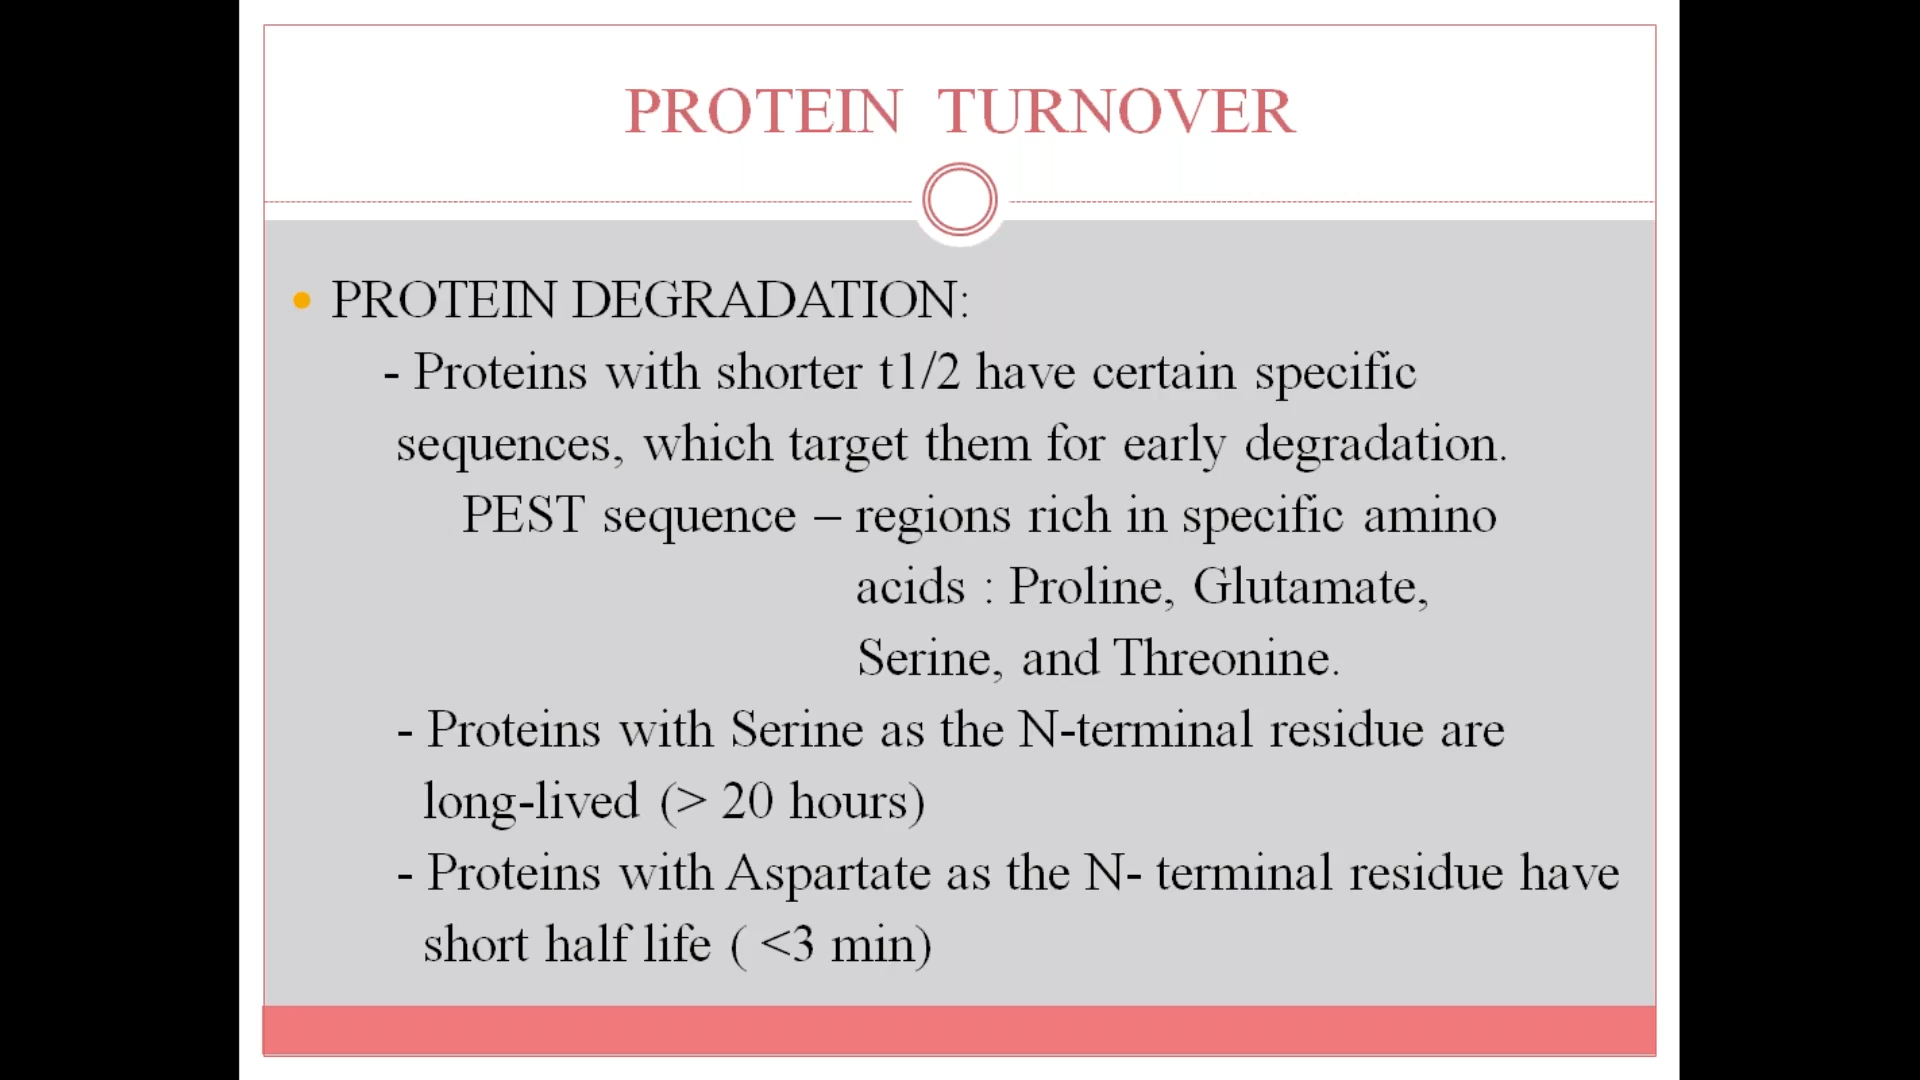 PROTEIN TURNOVER
• PROTEIN DEGRADATION:
- Proteins with shorter t1/2 have certain specific
sequences, which target them for early degradation.
PEST sequence – regions rich in specific amino
acids : Proline, Glutamate,
Serine, and Threonine.
- Proteins with Serine as the N-terminal residue are
long-lived (> 20 hours)
- Proteins with Aspartate as the N- terminal residue have
short half life ( <3 min)